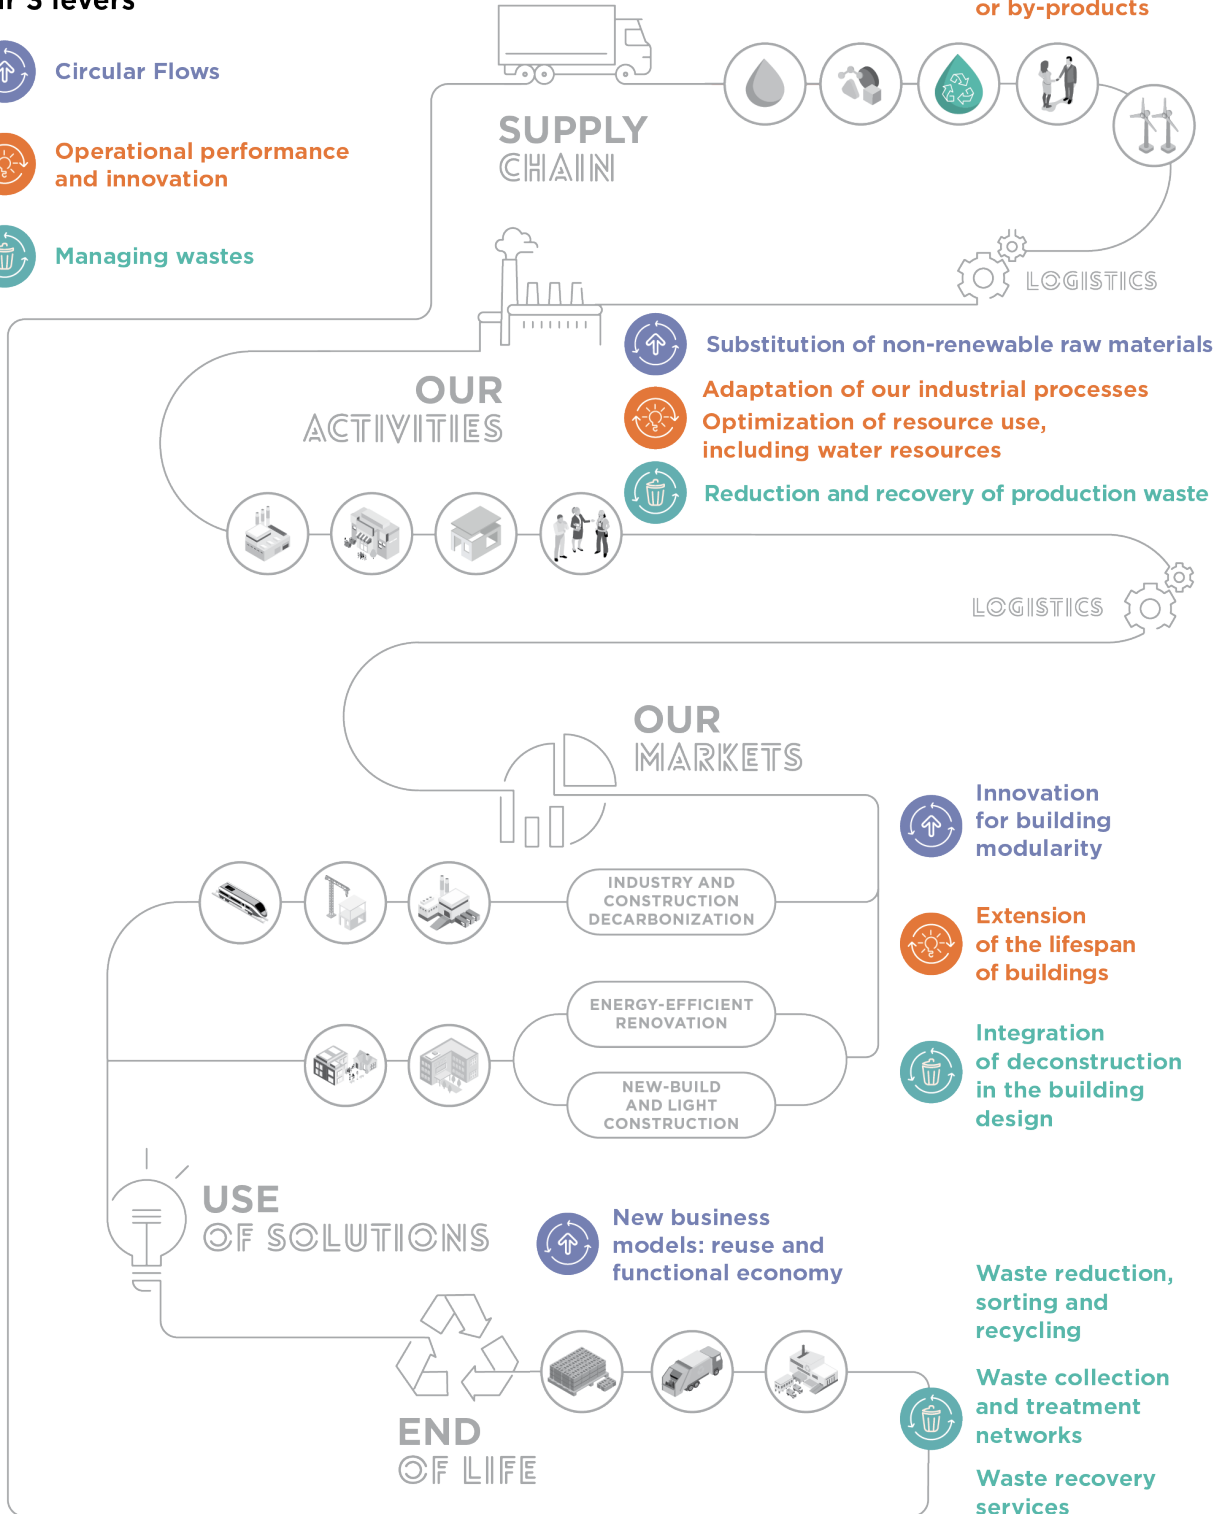 3 levers
or by-products
Circular Flows
Operational performance
and innovation
Managing wastes
SUPPLY
CHAIN
LOGISTICS
OUR
ACTIVITIES
Substitution of non-renewable raw materials
Adaptation of our industrial processes
Optimization of resource use,
including water resources
Reduction and recovery of production waste
LOGISTICS
OUR
MARKETS
Innovation
for building
modularity
INDUSTRY AND
CONSTRUCTION
DECARBONIZATION
Extension
of the lifespan
of buildings
ENERGY-EFFICIENT
RENOVATION
Integration
of deconstruction
in the building
design
NEW-BUILD
AND LIGHT
CONSTRUCTION
USE
OF SOLUTIONS
New business
models: reuse and
functional economy
Waste reduction,
sorting and
recycling
Waste collection
and treatment
networks
END
OF LIFE
Waste recovery
services